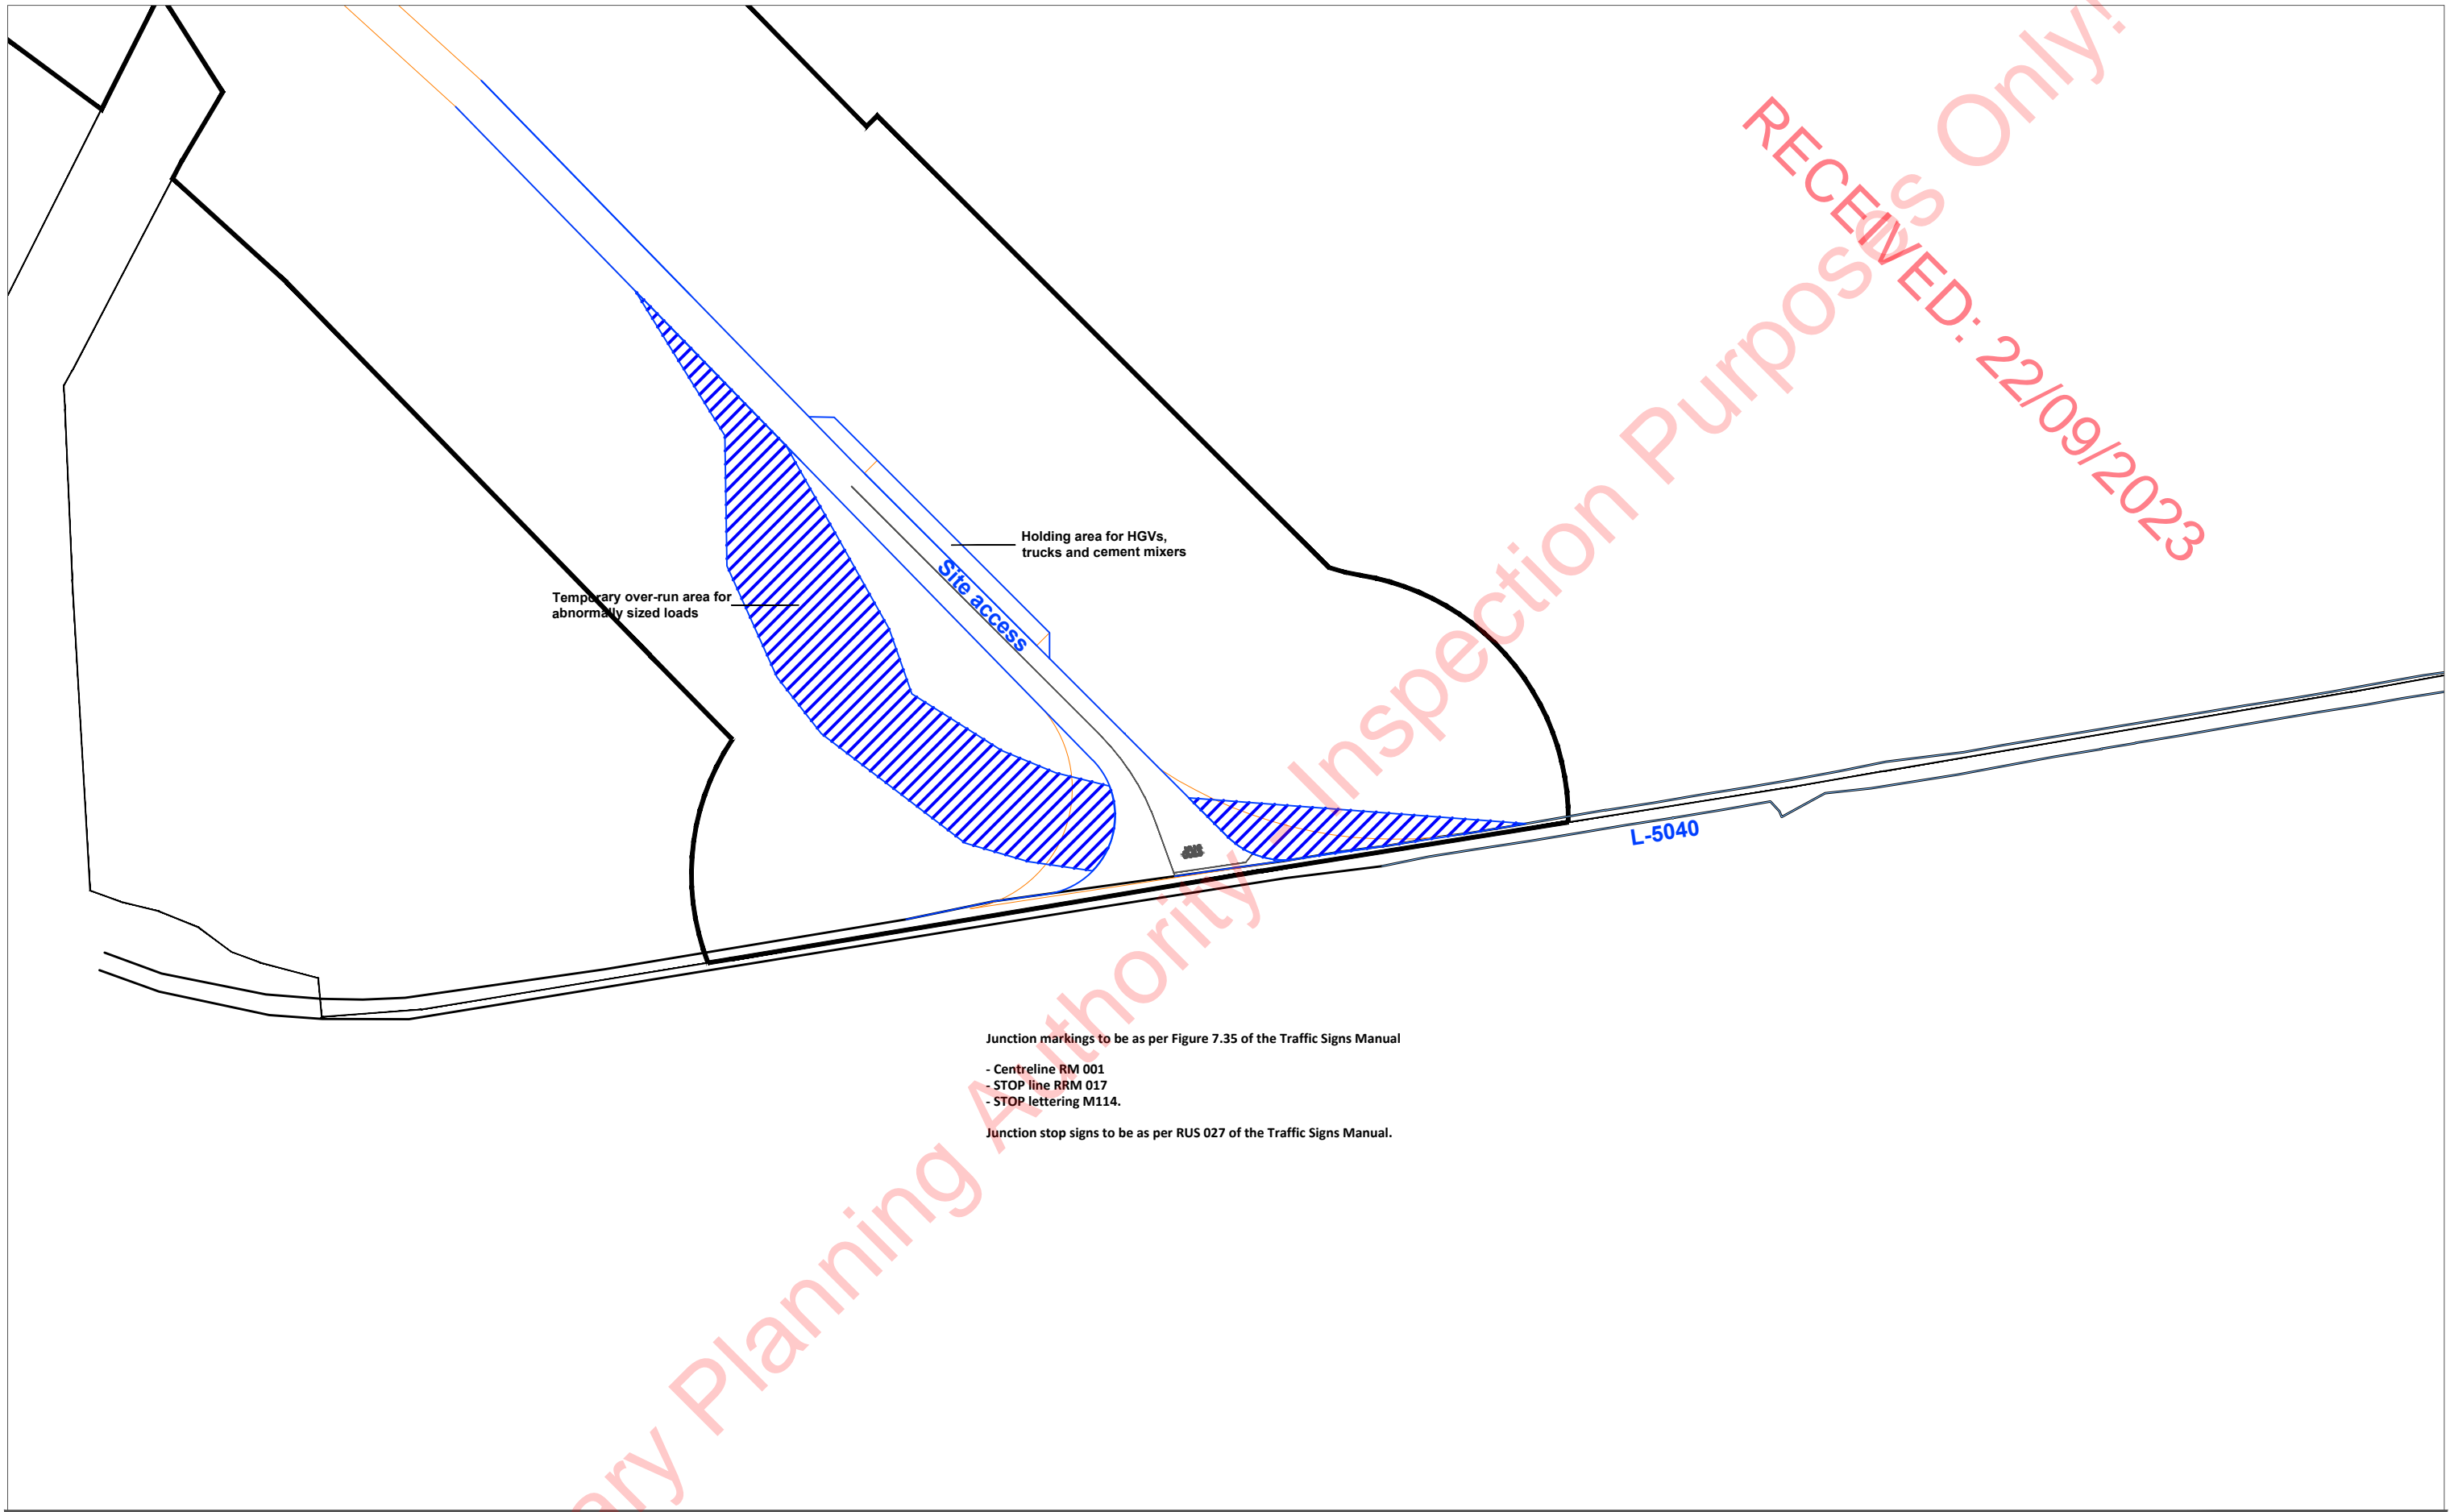 RECEIVED: 22/09/2023
Planning Authority Inspection Purposes Only!
Holding area for HGVs,
trucks and cement mixers
Site access
Temporary over-run area for
abnormally sized loads
L-5040
Junction markings to be as per Figure 7.35 of the Traffic Signs Manual
- Centreline RM 001
- STOP line RRM 017
- STOP lettering M114.
Junction stop signs to be as per RUS 027 of the Traffic Signs Manual.